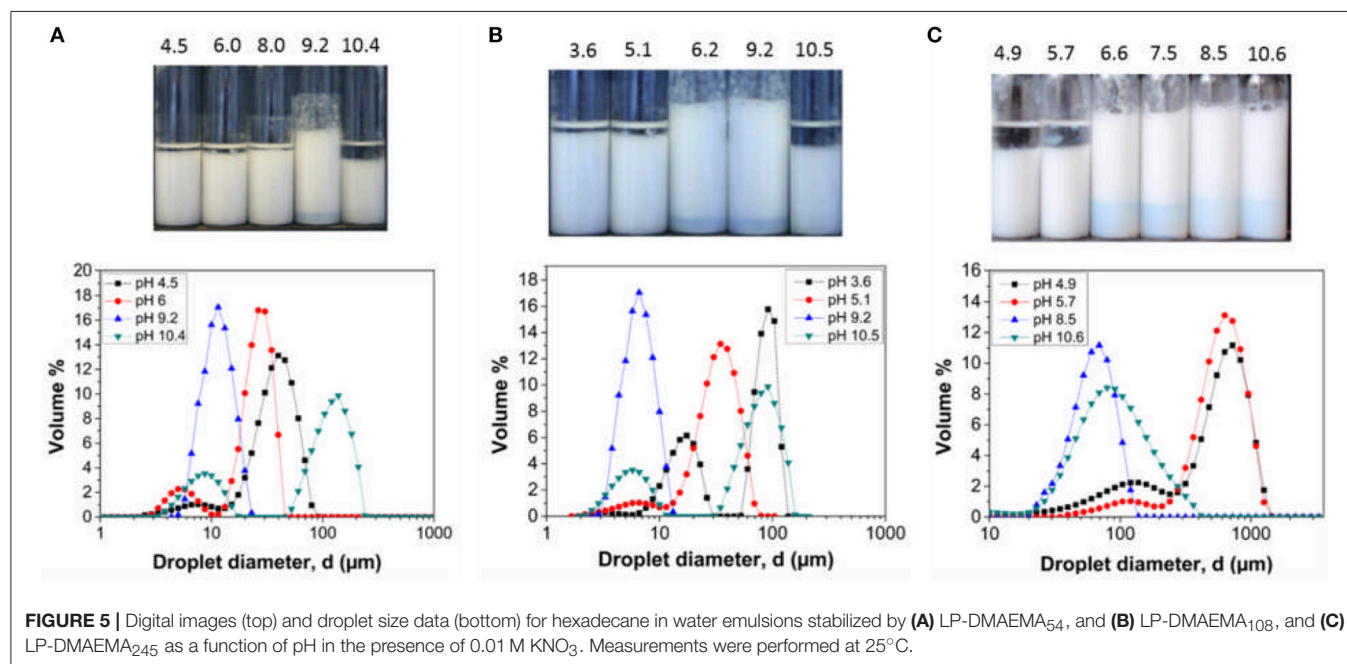 A
4.5 6.0 8.0 9.2 10.4
20
18
16
14
12
10
8
6
4
2
0
Volume %
pH 4.5
pH 6
pH 9.2
pH 10.4
1 10 100 1000
Droplet diameter, d (µm)
B
3.6 5.1 6.2 9.2 10.5
18
16
14
12
10
8
6
4
2
0
Volume %
pH 3.6
pH 5.1
pH 9.2
pH 10.5
1 10 100 1000
Droplet diameter, d (µm)
C
4.9 5.7 6.6 7.5 8.5 10.6
16
14
12
10
8
6
4
2
0
Volume %
pH 4.9
pH 5.7
pH 8.5
pH 10.6
10 100 1000
Droplet diameter, d (µm)
FIGURE 5 | Digital images (top) and droplet size data (bottom) for hexadecane in water emulsions stabilized by (A) LP-DMAEMA54, and (B) LP-DMAEMA108, and (C)
LP-DMAEMA245 as a function of pH in the presence of 0.01 M KNO3. Measurements were performed at 25°C.